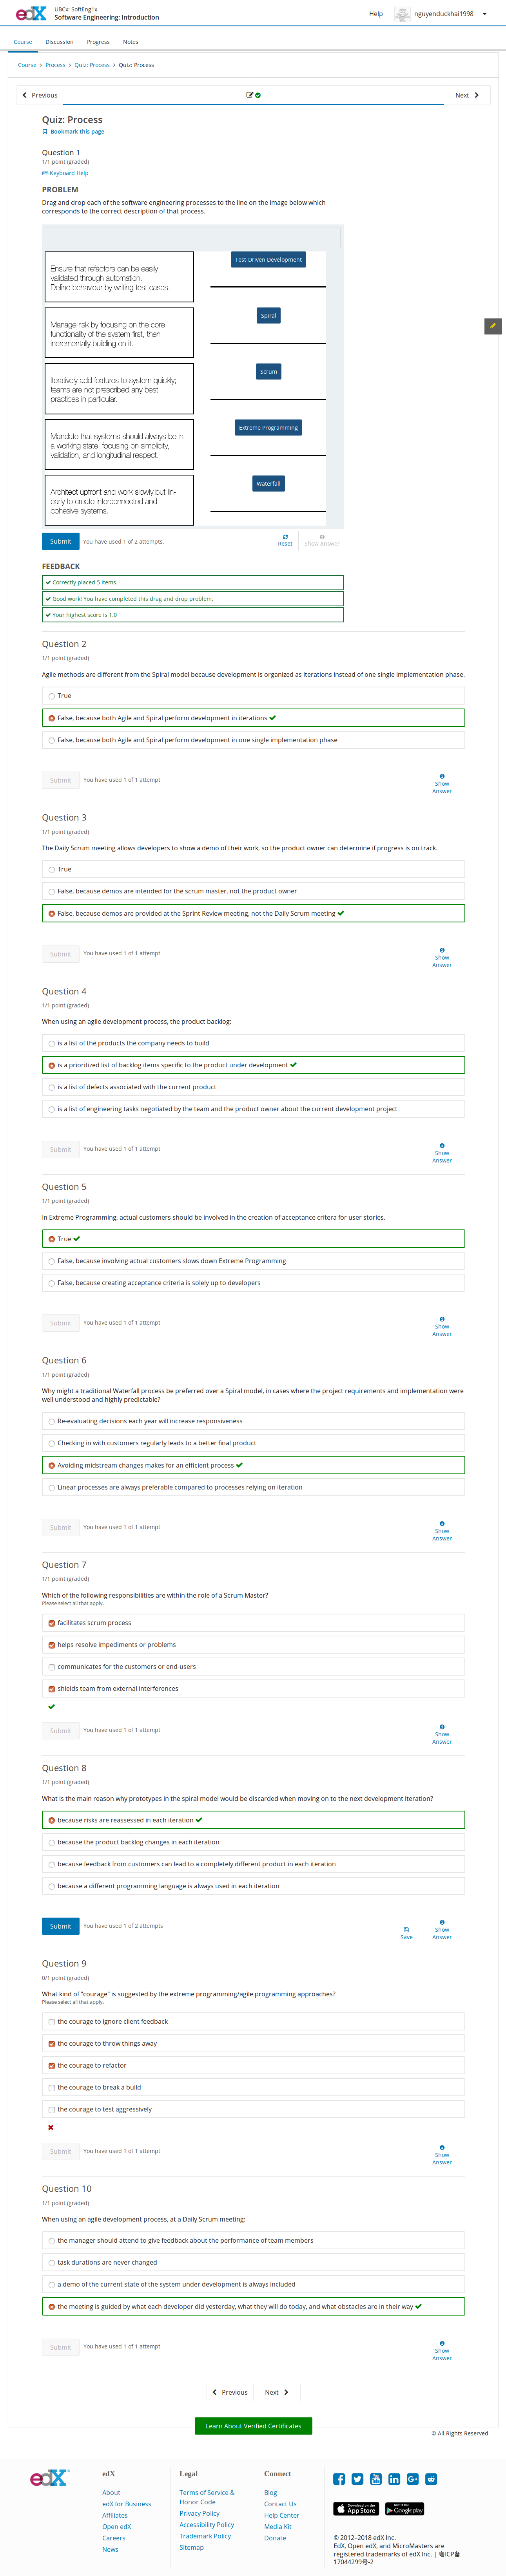 edX
UBCx: SoftEng1x
Software Engineering: Introduction
Help
nguyenduckhai1998
Course
Discussion
Progress
Notes
Course > Process > Quiz: Process > Quiz: Process
Previous
Next
Quiz: Process
Bookmark this page
Question 1
1/1 point (graded)
Keyboard Help
PROBLEM
Drag and drop each of the software engineering processes to the line on the image below which
corresponds to the correct description of that process.
Ensure that refactors can be easily
validated through automation.
Define behaviour by writing test cases.
Test-Driven Development
Manage risk by focusing on the core
functionality of the system first, then
incrementally building on it.
Spiral
Iteratively add features to system quickly;
teams are not prescribed any best
practices in particular.
Scrum
Mandate that systems should always be in
a working state, focusing on simplicity,
validation, and longitudinal respect.
Extreme Programming
Architect upfront and work slowly but lin-
early to create interconnected and
cohesive systems.
Waterfall
Submit
You have used 1 of 2 attempts.
Reset
Show Answer
FEEDBACK
Correctly placed 5 items.
Good work! You have completed this drag and drop problem.
Your highest score is 1.0
Question 2
1/1 point (graded)
Agile methods are different from the Spiral model because development is organized as iterations instead of one single implementation phase.
True
False, because both Agile and Spiral perform development in iterations
False, because both Agile and Spiral perform development in one single implementation phase
Submit
You have used 1 of 1 attempt
Show
Answer
Question 3
1/1 point (graded)
The Daily Scrum meeting allows developers to show a demo of their work, so the product owner can determine if progress is on track.
True
False, because demos are intended for the scrum master, not the product owner
False, because demos are provided at the Sprint Review meeting, not the Daily Scrum meeting
Submit
You have used 1 of 1 attempt
Show
Answer
Question 4
1/1 point (graded)
When using an agile development process, the product backlog:
is a list of the products the company needs to build
is a prioritized list of backlog items specific to the product under development
is a list of defects associated with the current product
is a list of engineering tasks negotiated by the team and the product owner about the current development project
Submit
You have used 1 of 1 attempt
Show
Answer
Question 5
1/1 point (graded)
In Extreme Programming, actual customers should be involved in the creation of acceptance critera for user stories.
True
False, because involving actual customers slows down Extreme Programming
False, because creating acceptance criteria is solely up to developers
Submit
You have used 1 of 1 attempt
Show
Answer
Question 6
1/1 point (graded)
Why might a traditional Waterfall process be preferred over a Spiral model, in cases where the project requirements and implementation were
well understood and highly predictable?
Re-evaluating decisions each year will increase responsiveness
Checking in with customers regularly leads to a better final product
Avoiding midstream changes makes for an efficient process
Linear processes are always preferable compared to processes relying on iteration
Submit
You have used 1 of 1 attempt
Show
Answer
Question 7
1/1 point (graded)
Which of the following responsibilities are within the role of a Scrum Master?
Please select all that apply.
facilitates scrum process
helps resolve impediments or problems
communicates for the customers or end-users
shields team from external interferences
Submit
You have used 1 of 1 attempt
Show
Answer
Question 8
1/1 point (graded)
What is the main reason why prototypes in the spiral model would be discarded when moving on to the next development iteration?
because risks are reassessed in each iteration
because the product backlog changes in each iteration
because feedback from customers can lead to a completely different product in each iteration
because a different programming language is always used in each iteration
Submit
You have used 1 of 2 attempts
Save
Show
Answer
Question 9
0/1 point (graded)
What kind of "courage" is suggested by the extreme programming/agile programming approaches?
Please select all that apply:
the courage to ignore client feedback
the courage to throw things away
the courage to refactor
the courage to break a build
the courage to test aggressively
Submit
You have used 1 of 1 attempt
Show
Answer
Question 10
1/1 point (graded)
When using an agile development process, at a Daily Scrum meeting:
the manager should attend to give feedback about the performance of team members
task durations are never changed
a demo of the current state of the system under development is always included
the meeting is guided by what each developer did yesterday, what they will do today, and what obstacles are in their way
Submit
You have used 1 of 1 attempt
Show
Answer
Previous
Next
Learn About Verified Certificates
© All Rights Reserved
edX
edX
About
edX for Business
Affiliates
Open edX
Careers
News
Legal
Terms of Service &
Honor Code
Privacy Policy
Accessibility Policy
Trademark Policy
Sitemap
Connect
Blog
Contact Us
Help Center
Media Kit
Donate
Download on the
App Store
GET IT ON
Google play
© 2012–2018 edX Inc.
EdX, Open edX, and MicroMasters are
registered trademarks of edX Inc. | 粤ICP备
17044299号-2